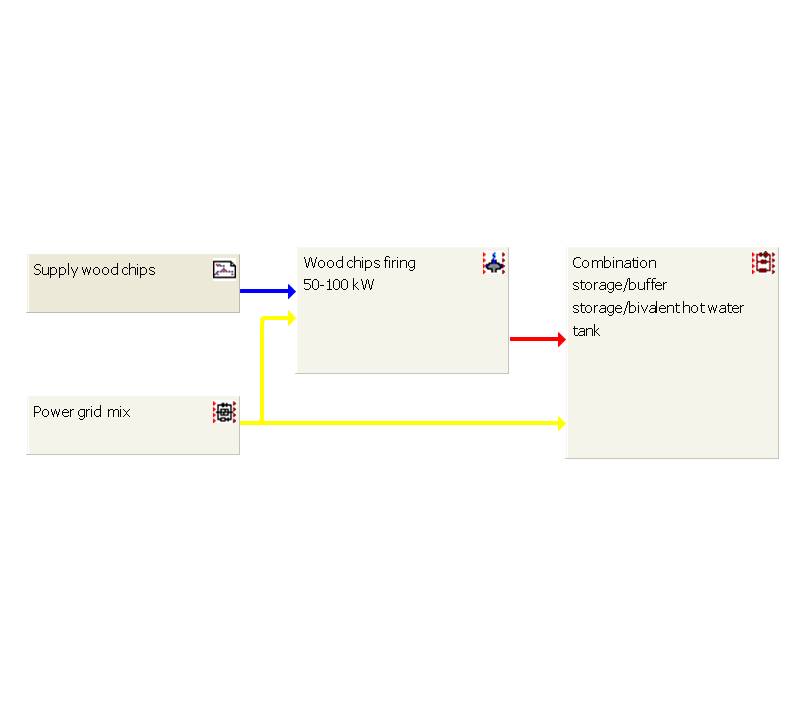 Supply wood chips
Wood chips firing
50-100 kW
Combination
storage/buffer
storage/bivalent hot water
tank
Power grid mix